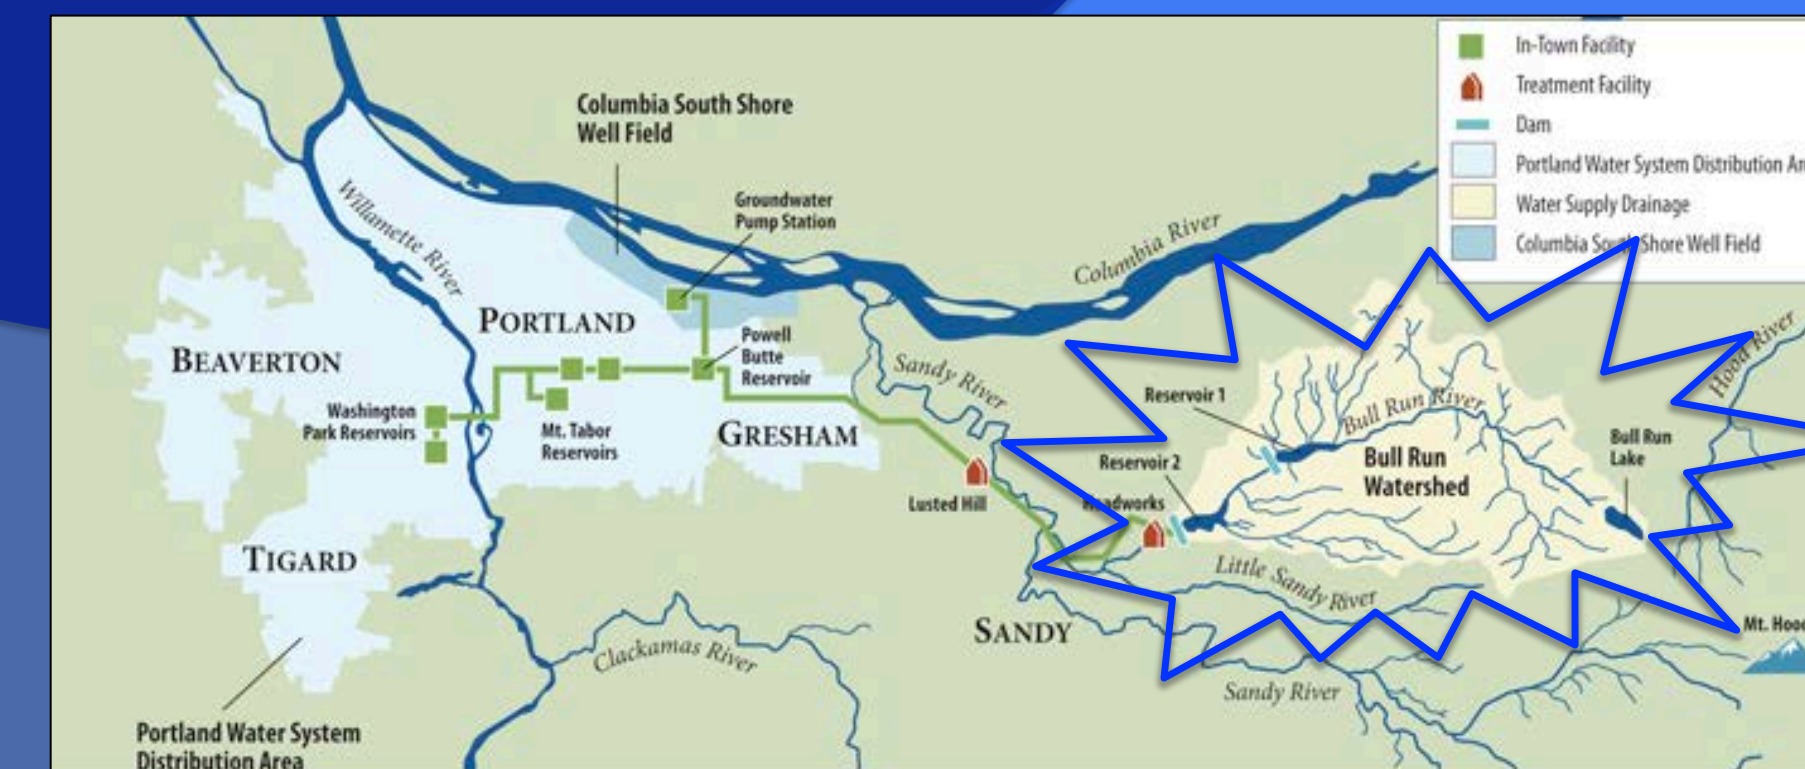 Columbia South Shore
Well Field
Groundwater
Pump Station
In-Town Facility
Treatment Facility
Dam
Portland Water System Distribution
Water Supply Drainage
Columbia South Shore Well Field
Willamette River
Columbia River
Hood River
PORTLAND
BEAVERTON
Powell
Butte
Reservoir
Sandy River
Reservoir 1
Bull Run River
Washington
Park Reservoirs
Mt. Tabor
Reservoirs
GRESHAM
Bull Run
Lake
Bull Run
Watershed
Reservoir 2
Lusted Hill
Headworks
TIGARD
Little Sandy River
SANDY
Mt. Hood
Clackamas River
Sandy River
Portland Water System
Distribution Area